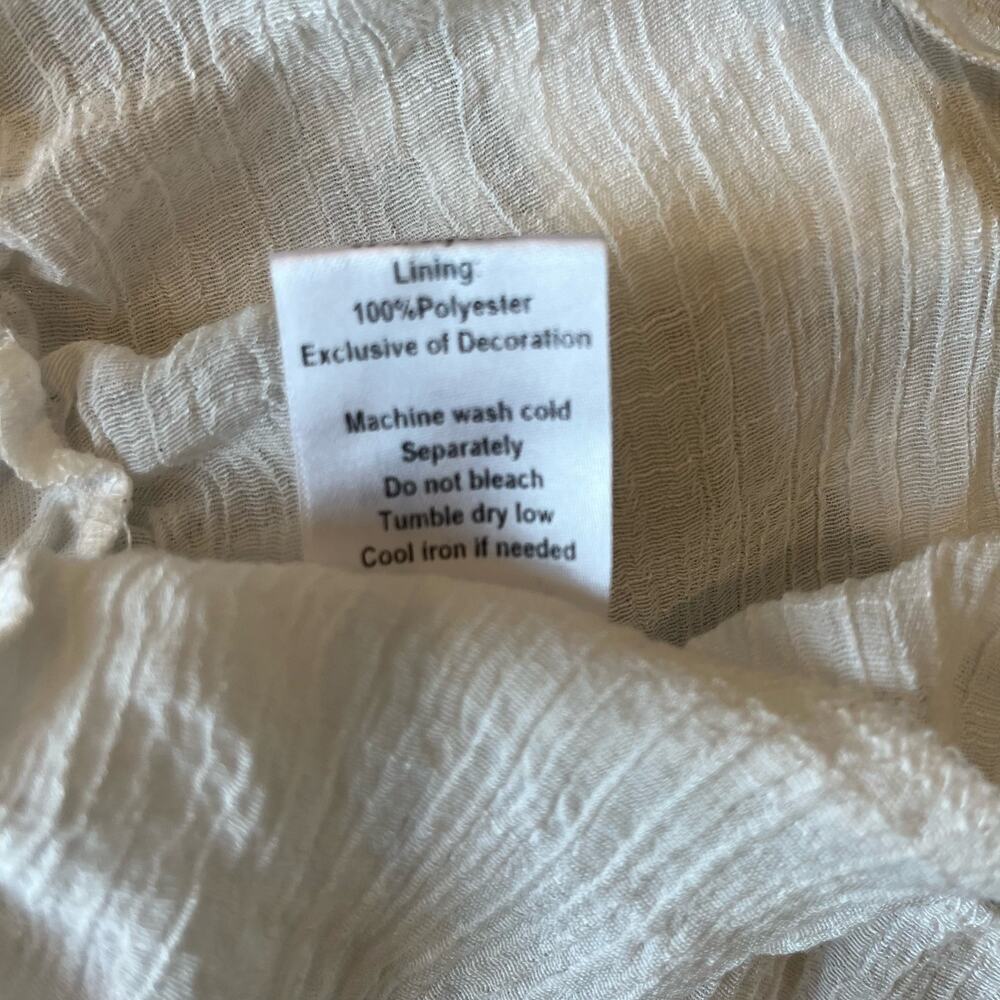 Lining:
100%Polyester
Exclusive of Decoration
Machine wash cold
Separately
Do not bleach
Tumble dry low
Cool iron if needed